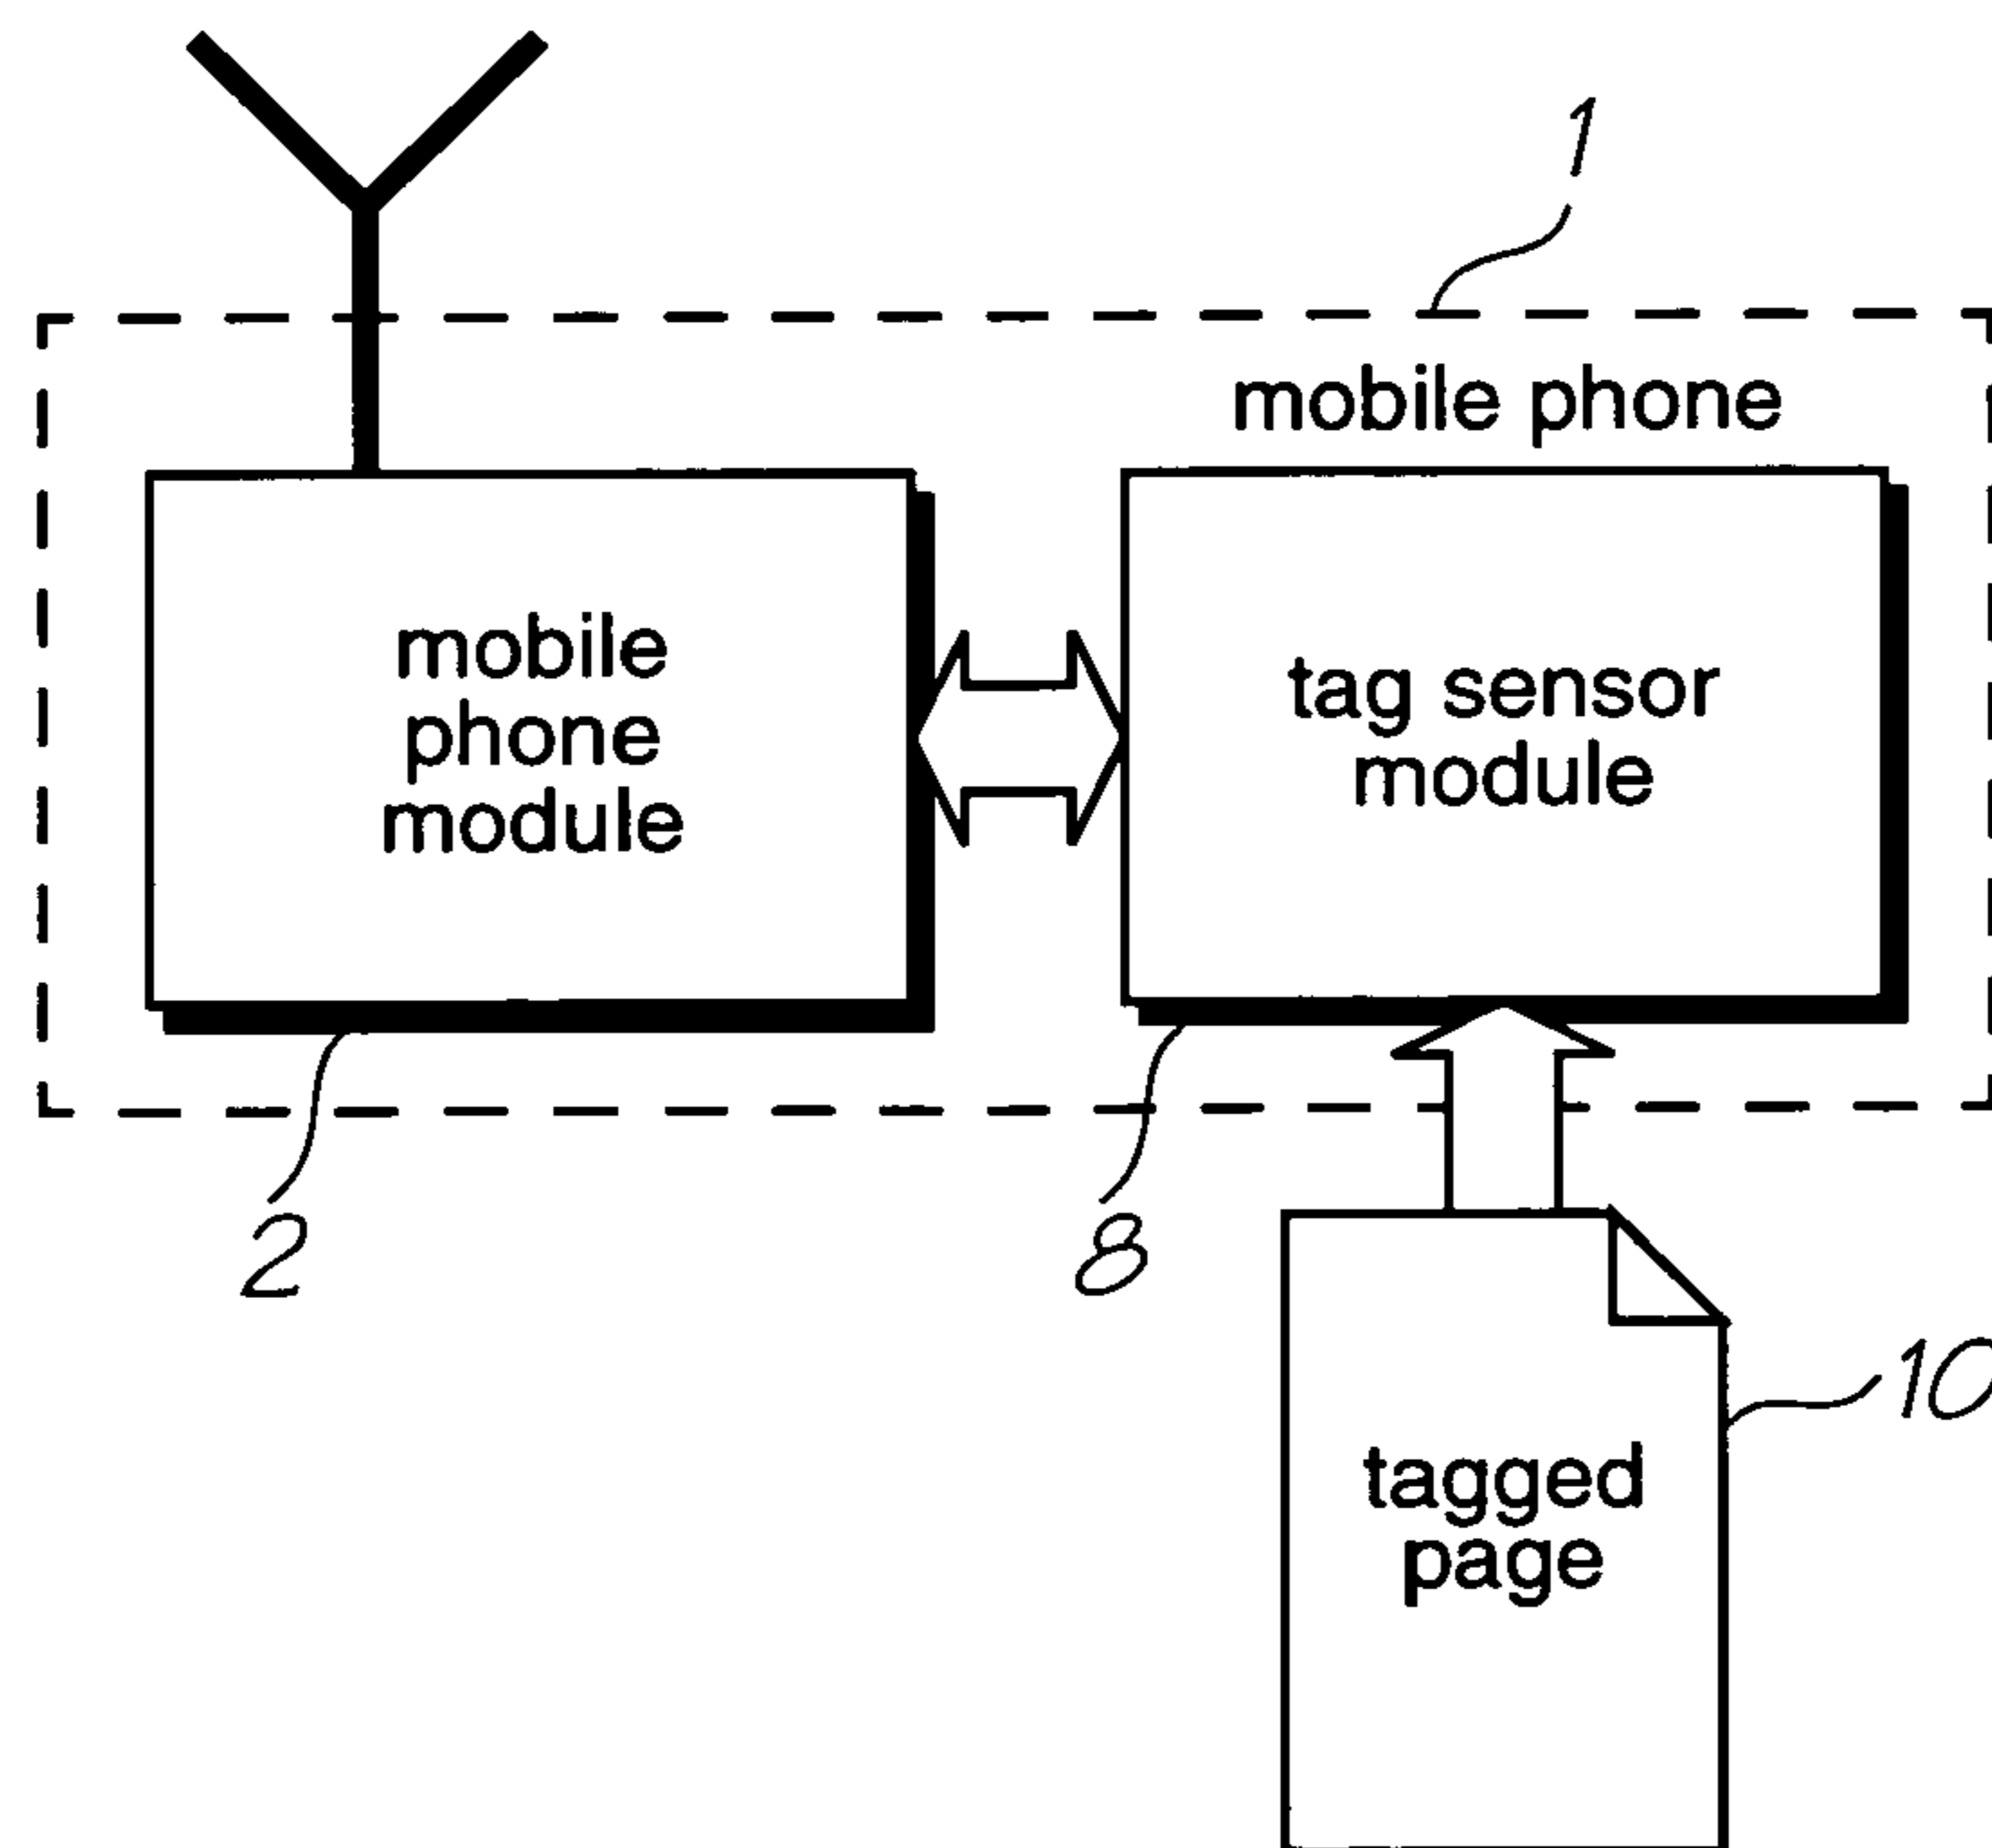 1
mobile phone
mobile
phone
module
tag sensor
module
2
8
10
tagged
page